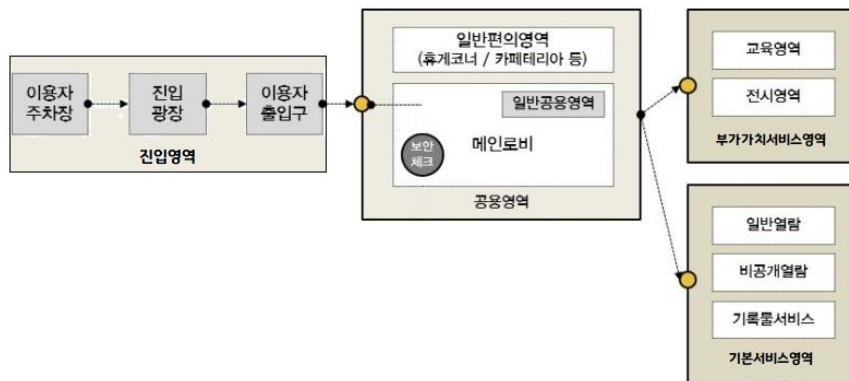 이용자
주차장
진입
광장
이용자
출입구
진입영역
일반편의영역
(휴게코너 / 카페테리아 등)
일반공용영역
보안
체크
메인로비
공용영역
교육영역
전시영역
부가가치서비스영역
일반열람
비공개열람
기록물서비스
기본서비스영역